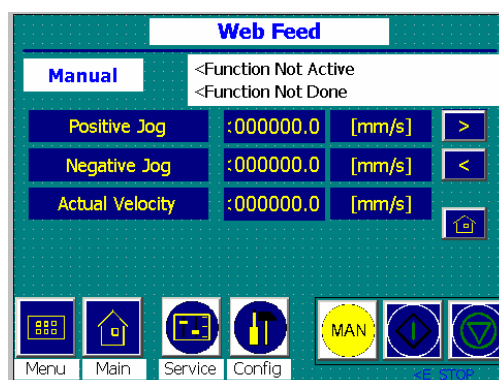 Web Feed
Manual
<Function Not Active
<Function Not Done
Positive Jog :000000.0 [mm/s] >
Negative Jog :000000.0 [mm/s] <
Actual Velocity :000000.0 [mm/s]
MAN
Menu Main Service Config
<E STOP